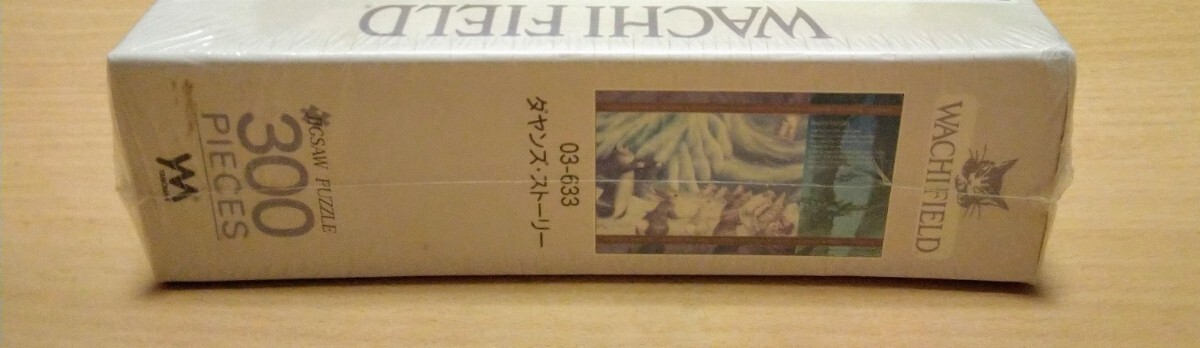 WACHI FIELD
WACHIFIELD
03-633
ダヤンズ・ストーリー
JIGSAW PUZZLE
300
PIECES